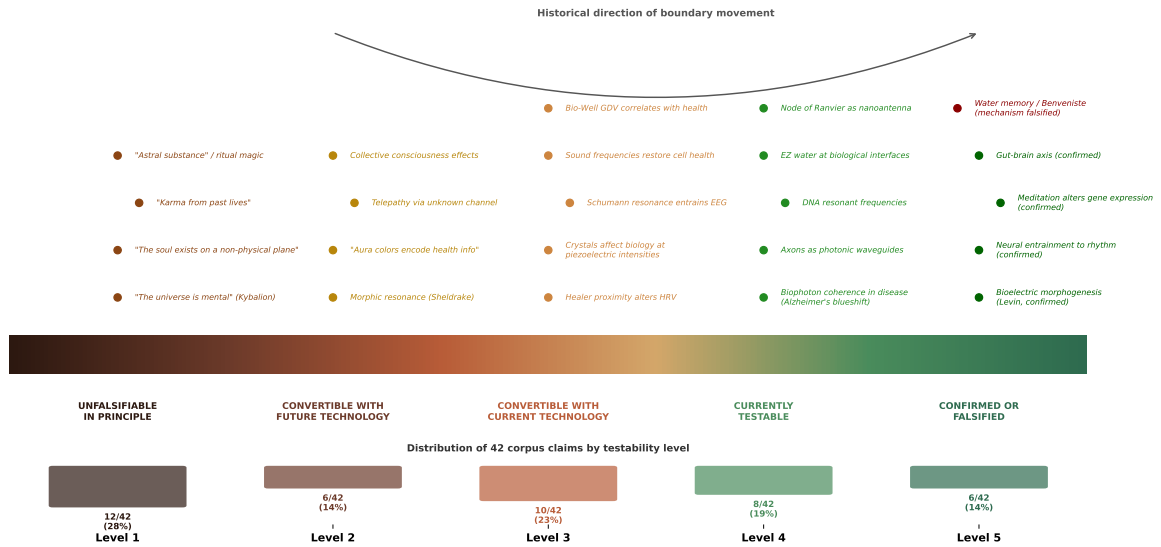 Historical direction of boundary movement
Bio-Well GDV correlates with health
Node of Ranvier as nanoantenna
Water memory / Benveniste
(mechanism falsified)
"Astral substance" / ritual magic
Collective consciousness effects
Sound frequencies restore cell health
EZ water at biological interfaces
Gut-brain axis (confirmed)
"Karma from past lives"
Telepathy via unknown channel
Schumann resonance entrains EEG
DNA resonant frequencies
Meditation alters gene expression
(confirmed)
"The soul exists on a non-physical plane"
"Aura colors encode health info"
Crystals affect biology at
piezoelectric intensities
Axons as photonic waveguides
Neural entrainment to rhythm
(confirmed)
"The universe is mental" (Kybalion)
Morphic resonance (Sheldrake)
Healer proximity alters HRV
Biophoton coherence in disease
(Alzheimer's blueshift)
Bioelectric morphogenesis
(Levin, confirmed)
UNFALSIFIABLE
IN PRINCIPLE
CONVERTIBLE WITH
FUTURE TECHNOLOGY
CONVERTIBLE WITH
CURRENT TECHNOLOGY
CURRENTLY
TESTABLE
CONFIRMED OR
FALSIFIED
Distribution of 42 corpus claims by testability level
12/42
(28%)
6/42
(14%)
10/42
(23%)
8/42
(19%)
6/42
(14%)
Level 1
Level 2
Level 3
Level 4
Level 5